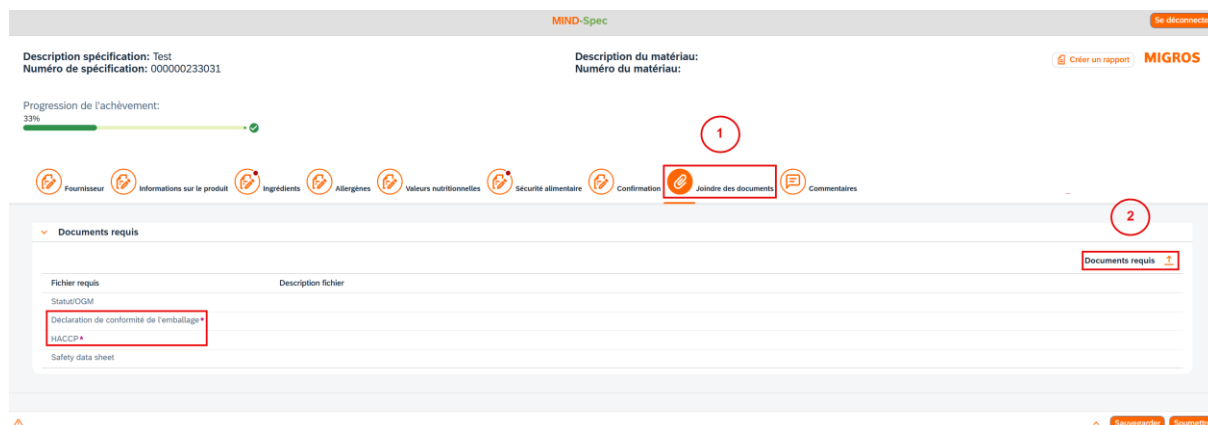 MIND-Spec
Se déconnecte
Description spécification: Test
Numéro de spécification: 000000233031
Description du matériau:
Numéro du matériau:
Créer un rapport
MIGROS
Progression de l'achèvement:
33%
1
Fournisseur
Informations sur le produit
Ingrédients
Allergènes
Valeurs nutritionnelles
Sécurité alimentaire
Confirmation
Joindre des documents
Commentaires
2
Documents requis
Documents requis
Fichier requis
Description fichier
Statut/OGM
Déclaration de conformité de l'emballage*
HACCP*
Safety data sheet
Sauvegarder
Soumettr